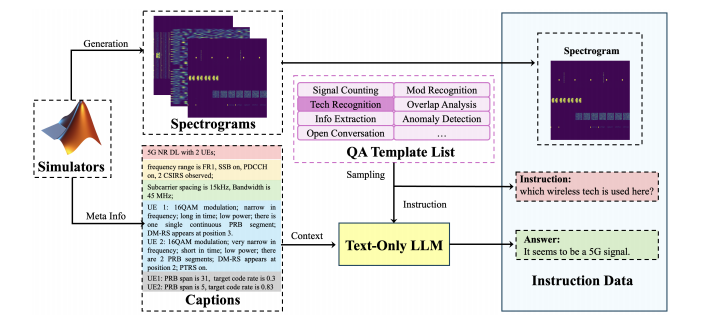 Generation
Spectrograms
Simulators
Meta Info
5G NR DL with 2 UEs;
frequency range is FR1, SSB on, PDCCH
on, 2 CSIRS observed;
Subcarrier spacing is 15kHz, Bandwidth is
45 MHz;
UE 1: 16QAM modulation; narrow in
frequency; long in time; low power; there is
one single continuous PRB segment;
DM-RS appears at position 3.
UE 2: 16QAM modulation; very narrow in
frequency; short in time; low power; there
are 2 PRB segments; DM-RS appears at
position 2; PTRS on.
UE1: PRB span is 31, target code rate is 0.3
UE2: PRB span is 5, target code rate is 0.83
Captions
Signal Counting
Mod Recognition
Tech Recognition
Overlap Analysis
Info Extraction
Anomaly Detection
Open Conversation
…
QA Template List
Sampling
Instruction
Context
Text-Only LLM
Spectrogram
Instruction:
which wireless tech is used here?
Answer:
It seems to be a 5G signal.
Instruction Data